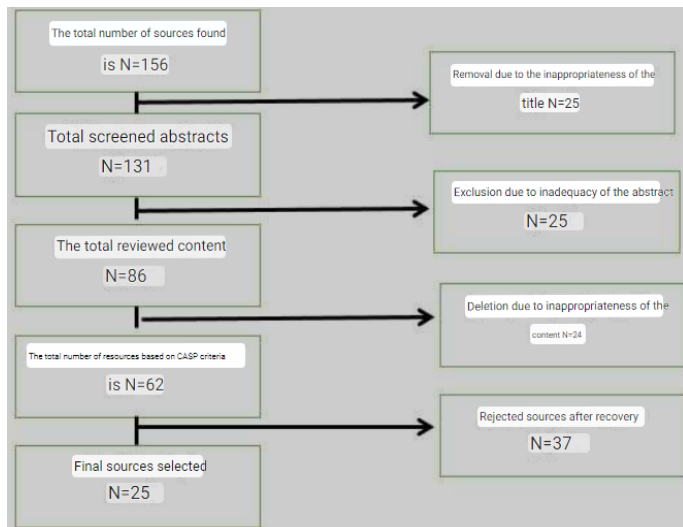 The total number of sources found
is N=156
Removal due to the inappropriateness of the
title N=25
Total screened abstracts
N=131
Exclusion due to inadequacy of the abstract
N=25
The total reviewed content
N=86
Deletion due to inappropriateness of the
content N=24
The total number of resources based on CASP criteria
is N=62
Rejected sources after recovery
N=37
Final sources selected
N=25